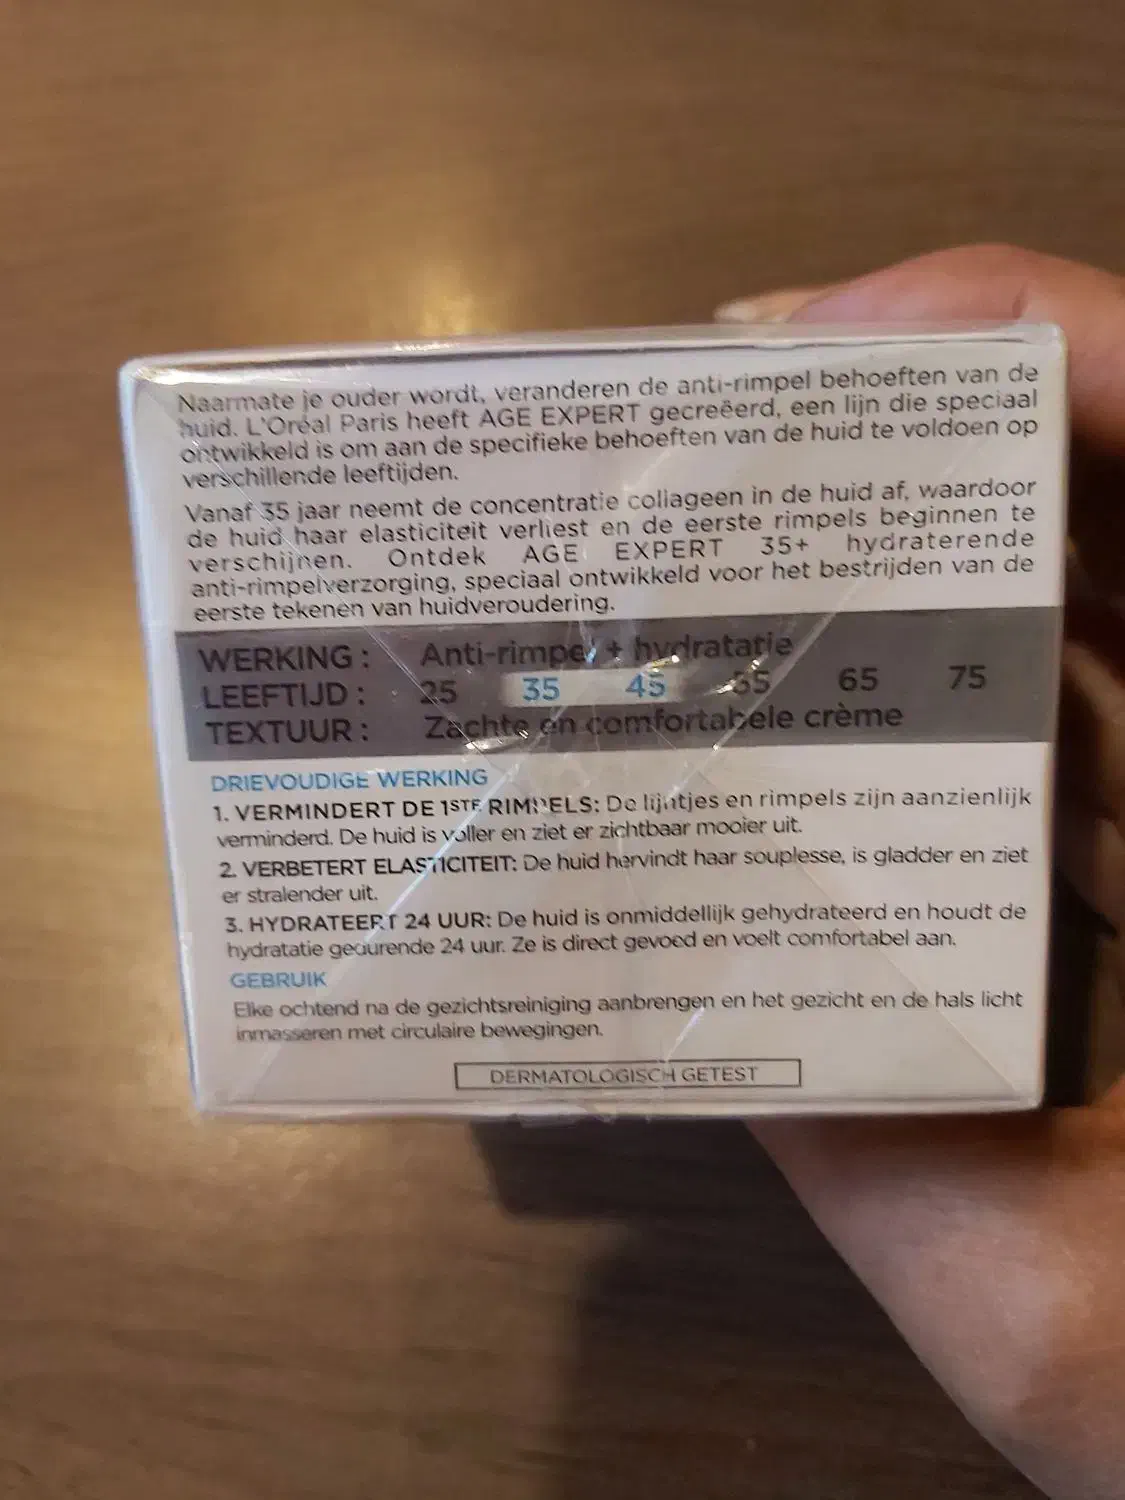 Naarmate je ouder wordt, veranderen de anti-rimpel behoeften van de
huid. L'Oréal Paris heeft AGE EXPERT gecreëerd, een lijn die speciaal
ontwikkeld is om aan de specifieke behoeften van de huid te voldoen op
verschillende leeftijden.
Vanaf 35 jaar neemt de concentratie collageen in de huid af, waardoor
de huid haar elasticiteit verliest en de eerste rimpels beginnen te
verschijnen. Ontdek AGE EXPERT 35+ hydraterende
anti-rimpelverzorging, speciaal ontwikkeld voor het bestrijden van de
eerste tekenen van huidveroudering.
WERKING : Anti-rimpel + hydratatie
LEEFTIJD : 25 35 45 55 65 75
TEXTUUR : Zachte en comfortabele crème
DRIEVOUDIGE WERKING
1. VERMINDERT DE 1STE RIMPELS: De lijntjes en rimpels zijn aanzienlijk
verminderd. De huid is voller en ziet er zichtbaar mooier uit.
2. VERBETERT ELASTICITEIT: De huid hervindt haar souplesse, is gladder en ziet
er stralender uit.
3. HYDRATEERT 24 UUR: De huid is onmiddellijk gehydrateerd en houdt de
hydratatie gedurende 24 uur. Ze is direct gevoed en voelt comfortabel aan.
GEBRUIK
Elke ochtend na de gezichtsreiniging aanbrengen en het gezicht en de hals licht
inmasseren met circulaire bewegingen.
DERMATOLOGISCH GETEST